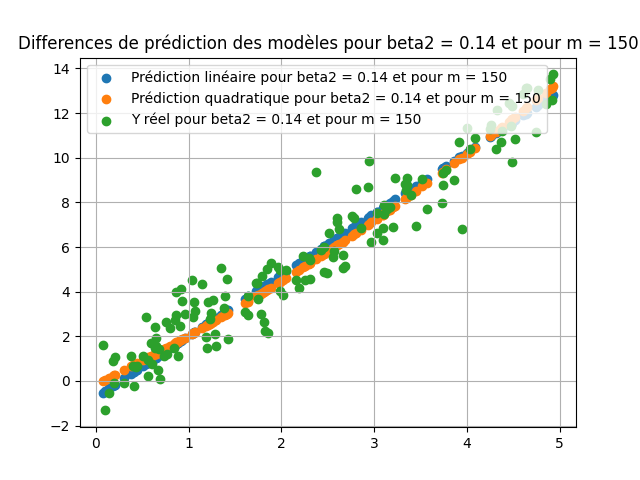 Differences de prédiction des modèles pour beta2 = 0.14 et pour m = 150
Prédiction linéaire pour beta2 = 0.14 et pour m = 150
Prédiction quadratique pour beta2 = 0.14 et pour m = 150
Y réel pour beta2 = 0.14 et pour m = 150
14
12
10
8
6
4
2
0
−2
0 1 2 3 4 5